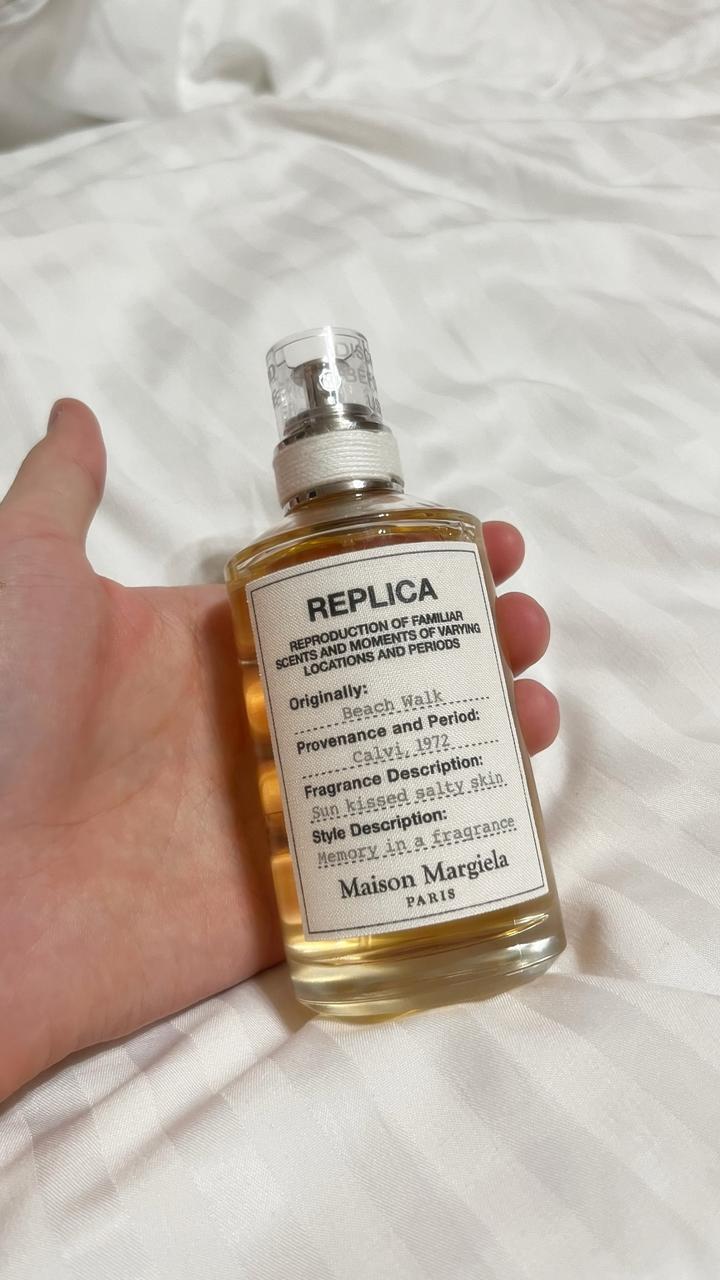 REPLICA
REPRODUCTION OF FAMILIAR
SCENTS AND MOMENTS OF VARYING
LOCATIONS AND PERIODS
Originally:
Beach Walk
Provenance and Period:
Calvi, 1972
Fragrance Description:
Sun kissed salty skin
Style Description:
Memory in a fragrance
Maison Margiela
PARIS